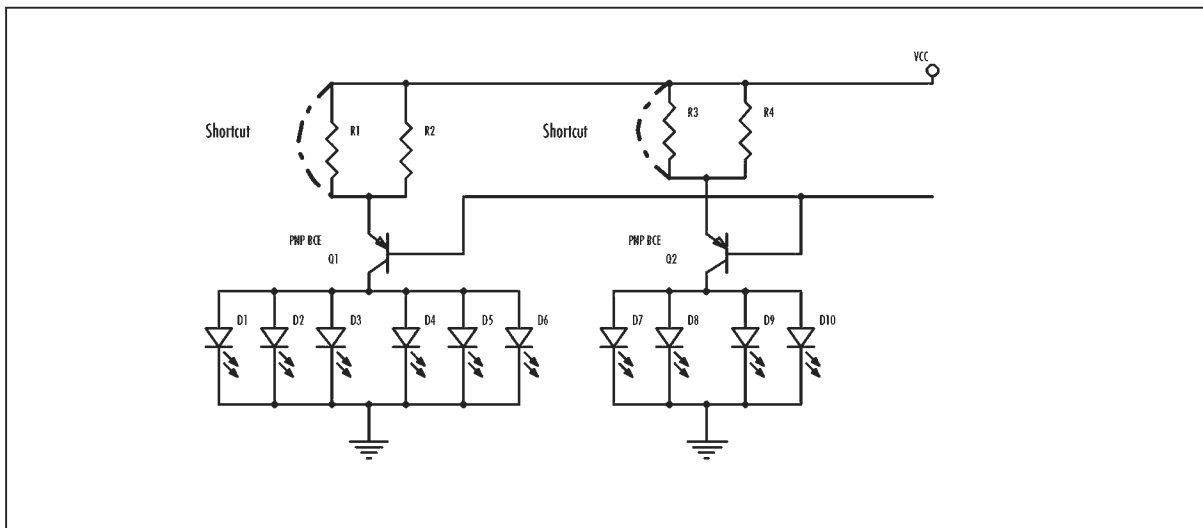 VCC
Shortcut
R1
R2
Shortcut
R3
R4
PNP BCE
Q1
PNP BCE
Q2
D1
D2
D3
D4
D5
D6
D7
D8
D9
D10